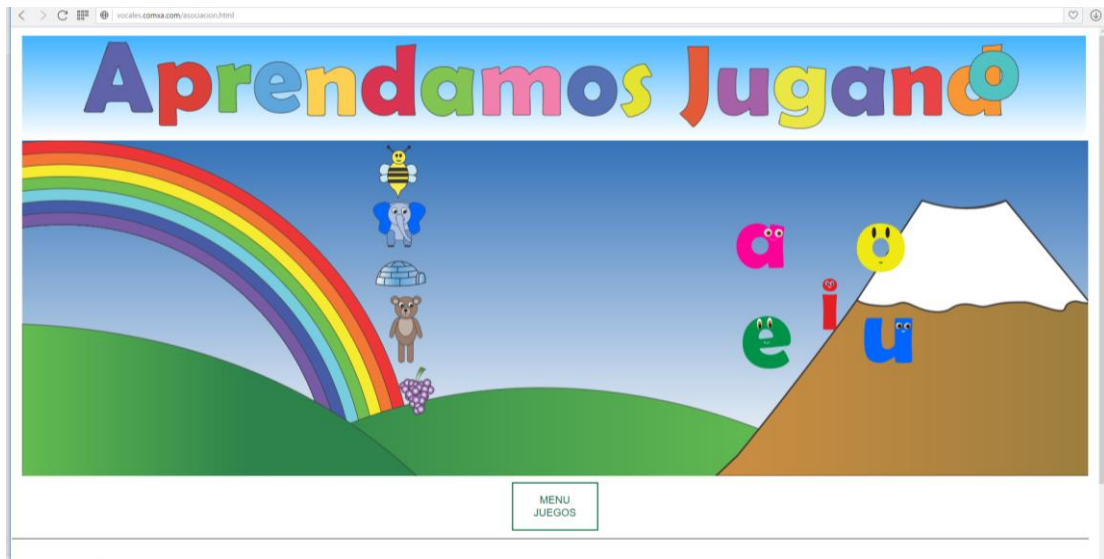 vocales.comxa.com/asociacion.html
Aprendamos Jugando
a o
i
e u
MENU
JUEGOS